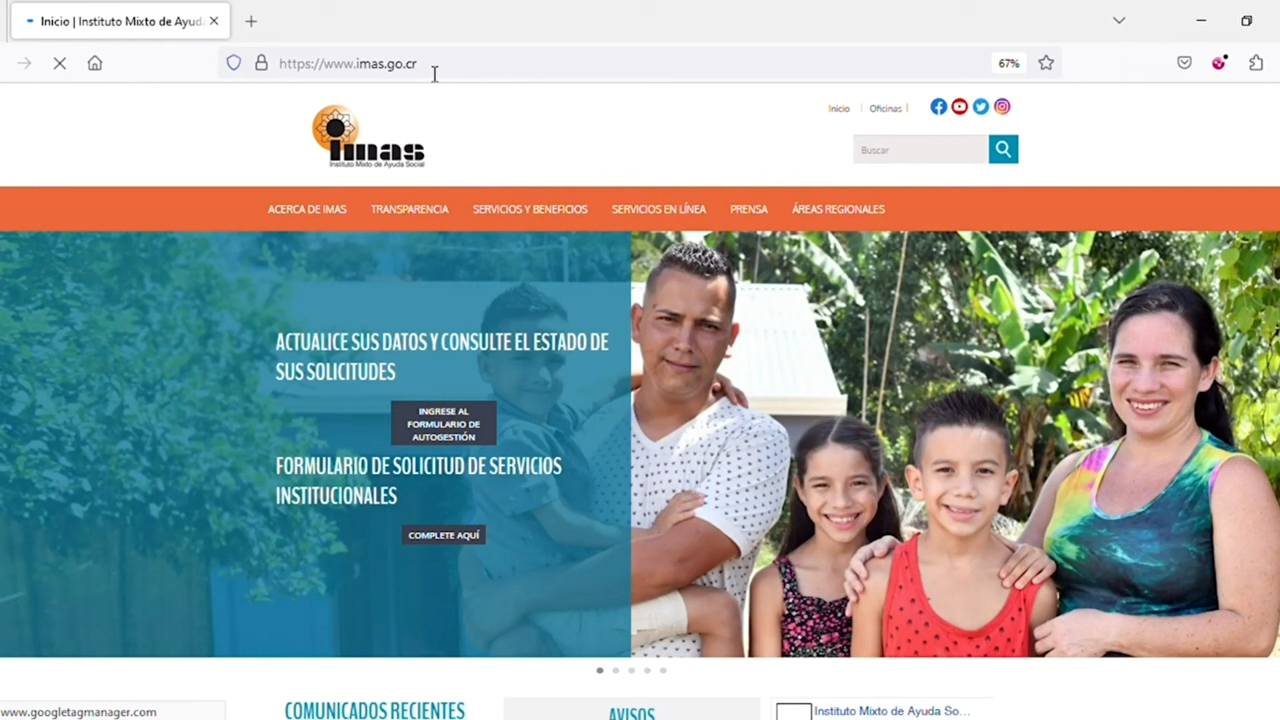 Inicio | Instituto Mixto de Ayud
https://www.imas.go.cr
67%
Inicio
Oficinas
imas
Instituto Mixto de Ayuda Social
Buscar
ACERCA DE IMAS
TRANSPARENCIA
SERVICIOS Y BENEFICIOS
SERVICIOS EN LÍNEA
PRENSA
ÁREAS REGIONALES
ACTUALICE SUS DATOS Y CONSULTE EL ESTADO DE
SUS SOLICITUDES
INGRESE AL
FORMULARIO DE
AUTOGESTIÓN
FORMULARIO DE SOLICITUD DE SERVICIOS
INSTITUCIONALES
COMPLETE AQUÍ
www.googletagmanager.com
COMUNICADOS RECIENTES
AVISOS
Instituto Mixto de Ayuda So...